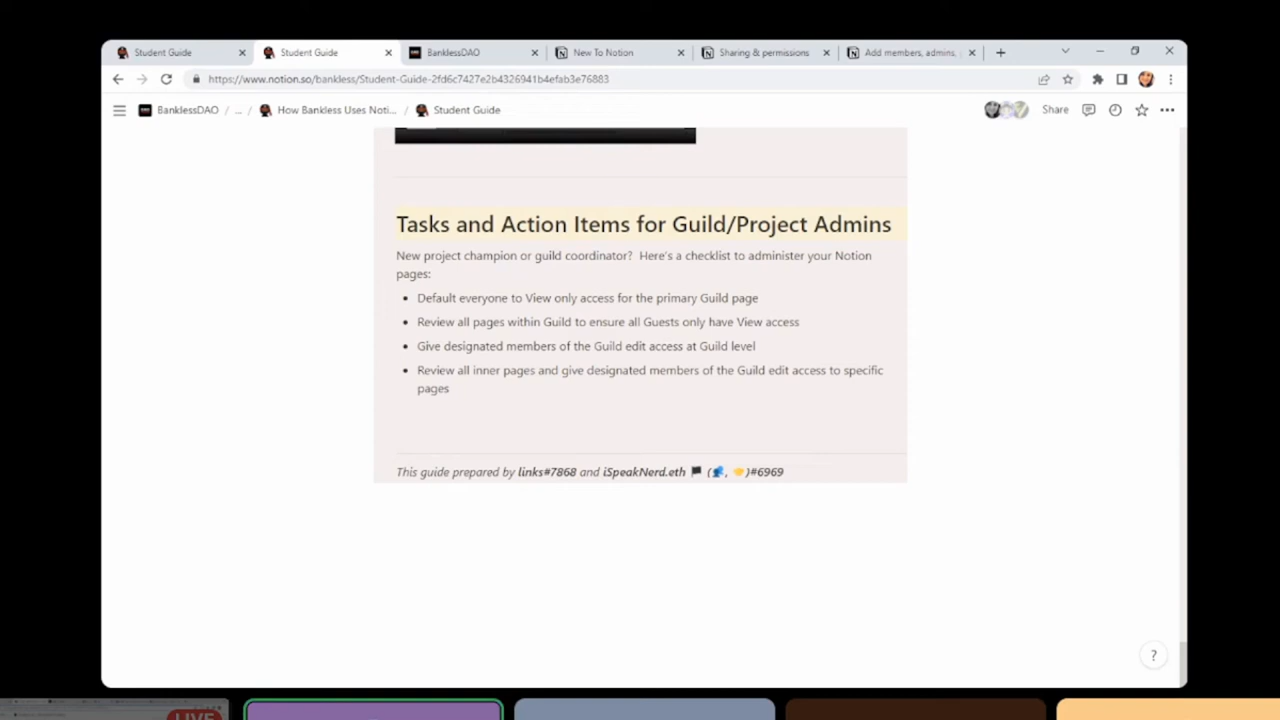 Student Guide
Student Guide
BanklessDAO
New To Notion
Sharing & permissions
Add members, admins,
https://www.notion.so/bankless/Student-Guide-2fd6c7427e2b4326941b4efab3e76883
BanklessDAO / ... / How Bankless Uses Noti... / Student Guide
Share
Tasks and Action Items for Guild/Project Admins
New project champion or guild coordinator? Here's a checklist to administer your Notion
pages:
• Default everyone to View only access for the primary Guild page
• Review all pages within Guild to ensure all Guests only have View access
• Give designated members of the Guild edit access at Guild level
• Review all inner pages and give designated members of the Guild edit access to specific
pages
This guide prepared by links#7868 and iSpeakNerd.eth 🏴 (👥, 🤝)#6969
?
LIVE